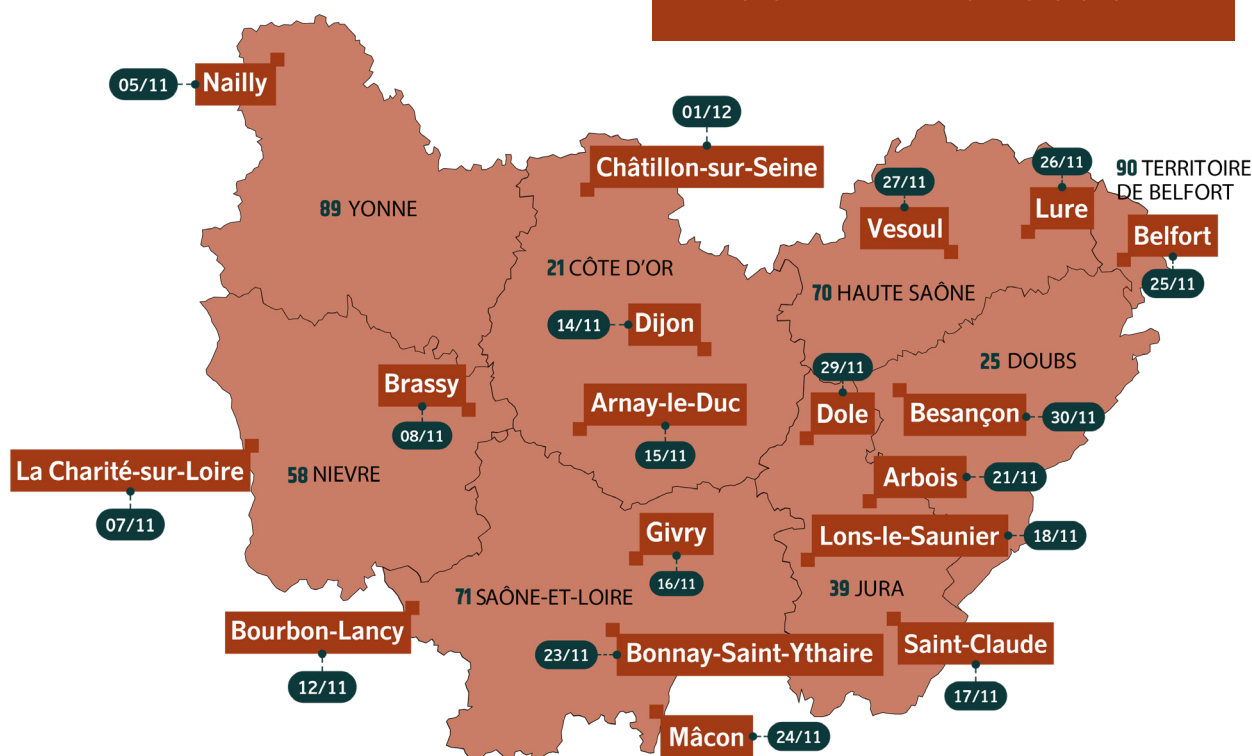 05/11
Nailly
01/12
Châtillon-sur-Seine
89 YONNE
27/11
Vesoul
26/11
Lure
90 TERRITOIRE
DE BELFORT
Belfort
25/11
21 CÔTE D'OR
70 HAUTE SAÔNE
14/11
Dijon
25 DOUBS
29/11
Dole
Besançon
30/11
Brassy
08/11
Arnay-le-Duc
15/11
La Charité-sur-Loire
07/11
58 NIEVRE
Arbois
21/11
Givry
16/11
Lons-le-Saunier
18/11
71 SAÔNE-ET-LOIRE
39 JURA
Bourbon-Lancy
12/11
23/11
Bonnay-Saint-Ythaire
Saint-Claude
17/11
Mâcon
24/11